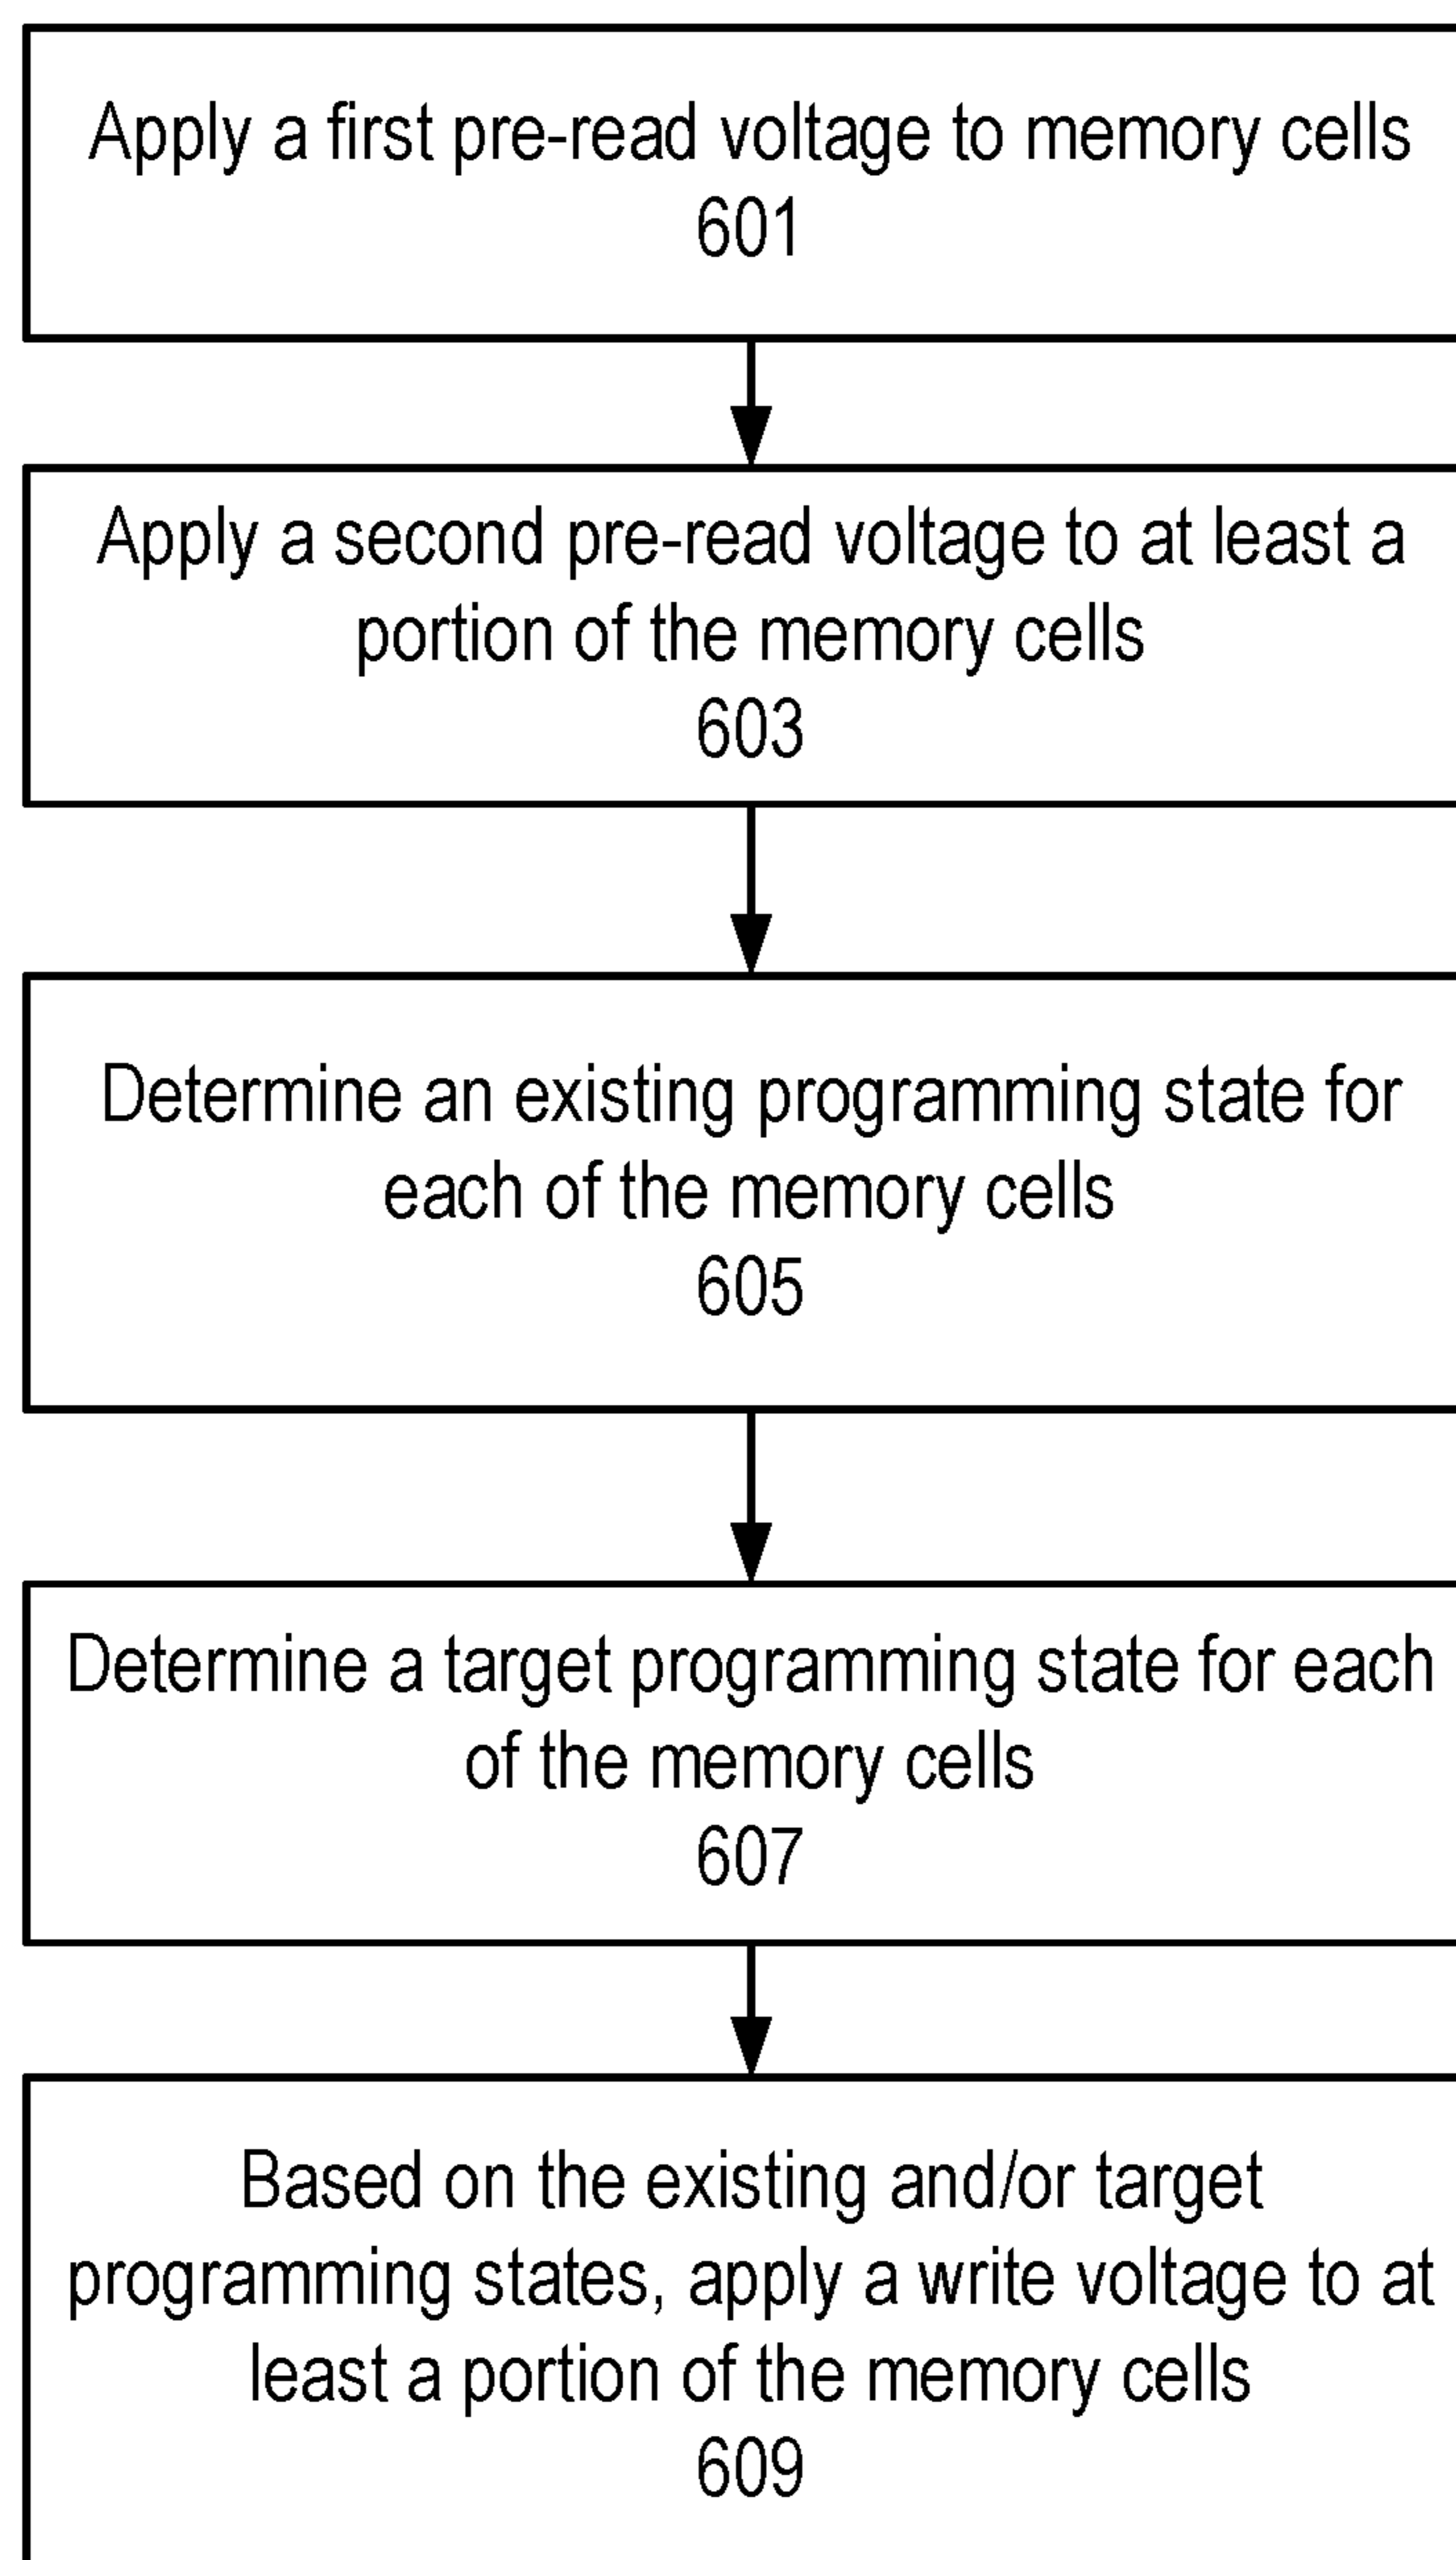 Apply a first pre-read voltage to memory cells
601
Apply a second pre-read voltage to at least a
portion of the memory cells
603
Determine an existing programming state for
each of the memory cells
605
Determine a target programming state for each
of the memory cells
607
Based on the existing and/or target
programming states, apply a write voltage to at
least a portion of the memory cells
609